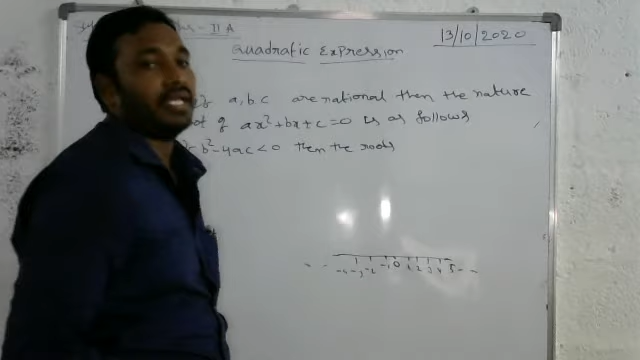 II A
13/10/2020
Quadratic Expression
a, b, c are rational then the nature
ax²+bx+c=0 is as follows
b²-4ac<0 then the roots
-4 -3 -2 -1 0 1 2 3 4 5